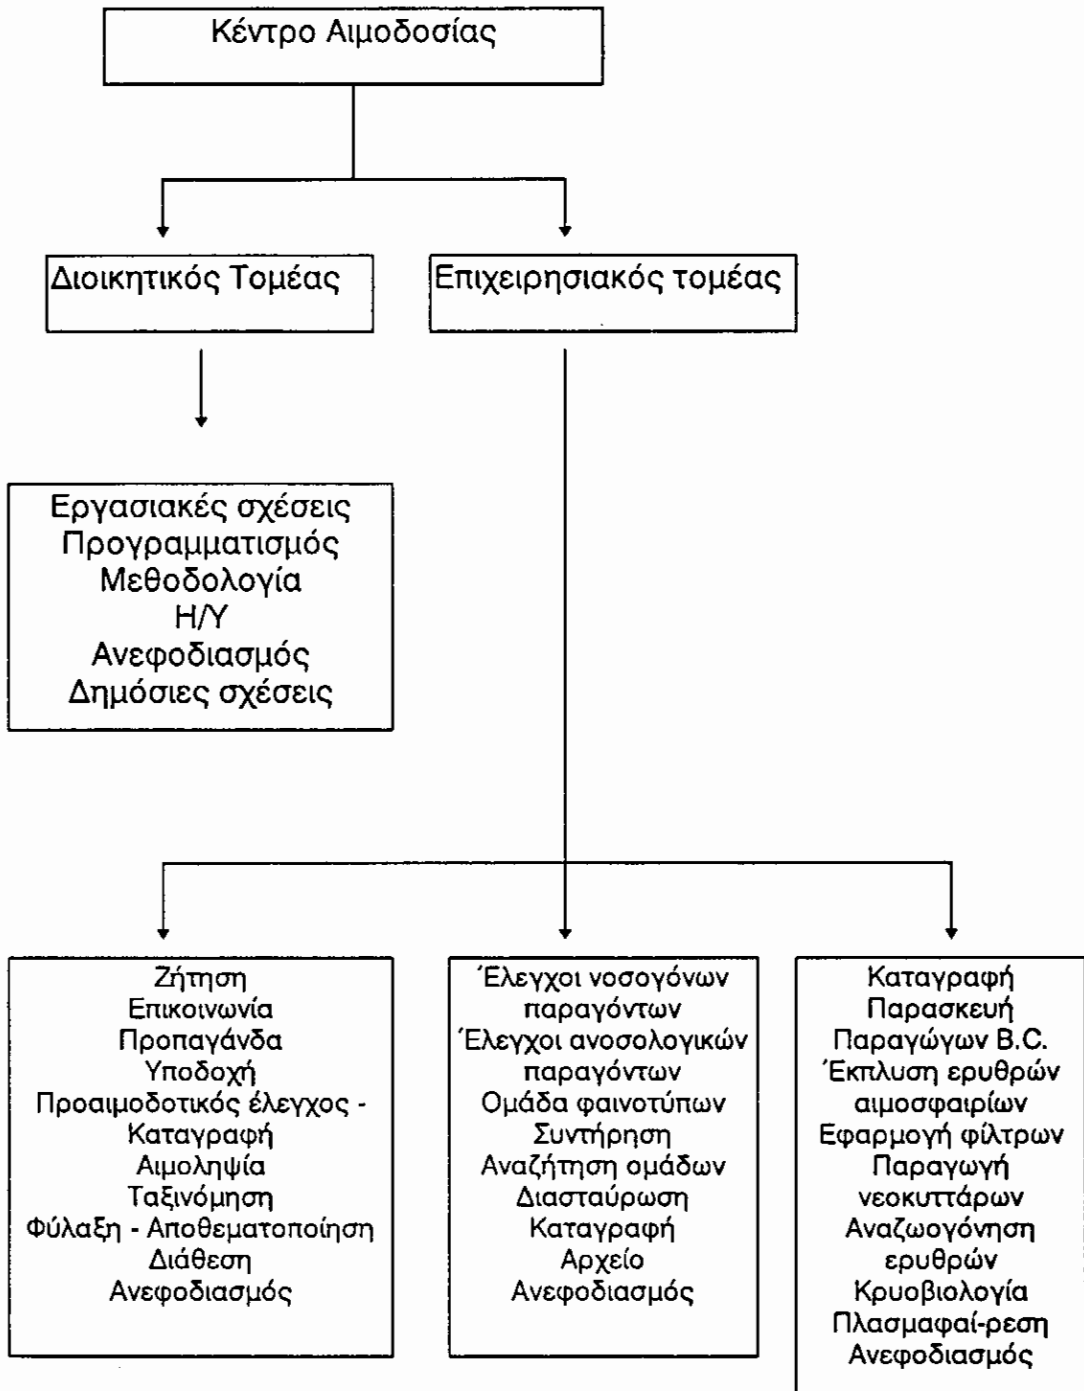 Κέντρο Αιμοδοσίας
Διοικητικός Τομέας
Επιχειρησιακός τομέας
Εργασιακές σχέσεις
Προγραμματισμός
Μεθοδολογία
Η/Υ
Ανεφοδιασμός
Δημόσιες σχέσεις
Ζήτηση
Επικοινωνία
Προπαγάνδα
Υποδοχή
Προαιμοδοτικός έλεγχος -
Καταγραφή
Αιμοληψία
Ταξινόμηση
Φύλαξη - Αποθεματοποίηση
Διάθεση
Ανεφοδιασμός
Έλεγχοι νοσογόνων
παραγόντων
Έλεγχοι ανοσολογικών
παραγόντων
Ομάδα φαινοτύπων
Συντήρηση
Αναζήτηση ομάδων
Διασταύρωση
Καταγραφή
Αρχείο
Ανεφοδιασμός
Καταγραφή
Παρασκευή
Παραγώγων B.C.
Έκπλυση ερυθρών
αιμοσφαιρίων
Εφαρμογή φίλτρων
Παραγωγή
νεοκυττάρων
Αναζωογόνηση
ερυθρών
Κρυοβιολογία
Πλασμαφαί-ρεση
Ανεφοδιασμός